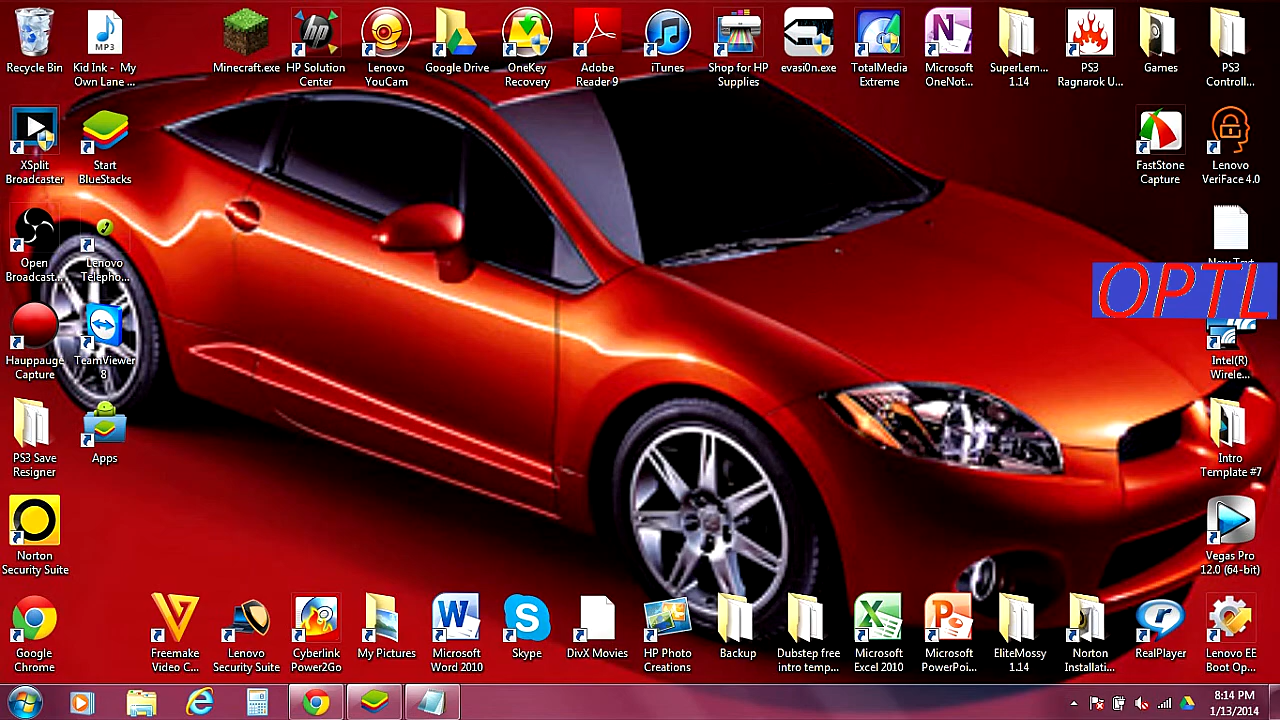 Recycle Bin
Kid Ink - My
Own Lane ...
MP3
Minecraft.exe
hp
HP Solution
Center
Lenovo
YouCam
Google Drive
OneKey
Recovery
Adobe
Reader 9
iTunes
Shop for HP
Supplies
evasi0n.exe
TotalMedia
Extreme
Microsoft
OneNot...
SuperLem...
1.14
PS3
Ragnarok U...
Games
PS3
Controll...
XSplit
Broadcaster
Start
BlueStacks
FastStone
Capture
Lenovo
VeriFace 4.0
Open
Broadcast...
Lenovo
Telepho...
OPTL
Hauppauge
Capture
TeamViewer
8
Intel(R)
Wirele...
PS3 Save
Resigner
Apps
Intro
Template #7
Norton
Security Suite
Vegas Pro
12.0 (64-bit)
Google
Chrome
Freemake
Video C...
Lenovo
Security Suite
Cyberlink
Power2Go
My Pictures
Microsoft
Word 2010
Skype
DivX Movies
HP Photo
Creations
Backup
Dubstep free
intro temp...
Microsoft
Excel 2010
Microsoft
PowerPoi...
EliteMossy
1.14
Norton
Installati...
RealPlayer
Lenovo EE
Boot Op...
8:14 PM
1/13/2014